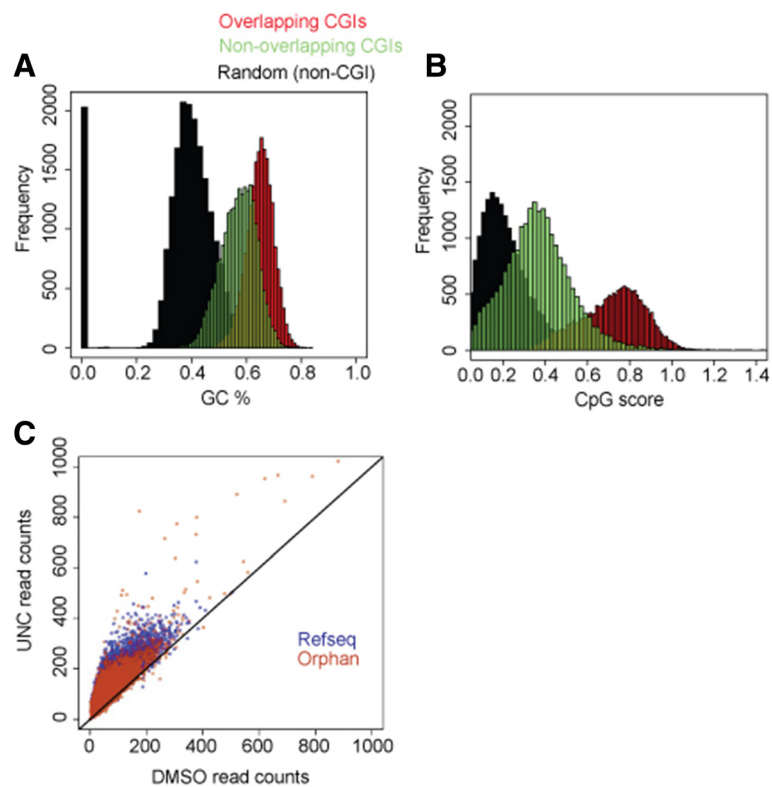 Overlapping CGIs
Non-overlapping CGIs
Random (non-CGI)
A
Frequency
0 500 1000 1500 2000
0.0 0.2 0.4 0.6 0.8 1.0
GC %
B
Frequency
0 500 1000 1500 2000
0.0 0.2 0.4 0.6 0.8 1.0 1.2 1.4
CpG score
C
UNC read counts
0 200 400 600 800 1000
Refseq
Orphan
0 200 400 600 800 1000
DMSO read counts